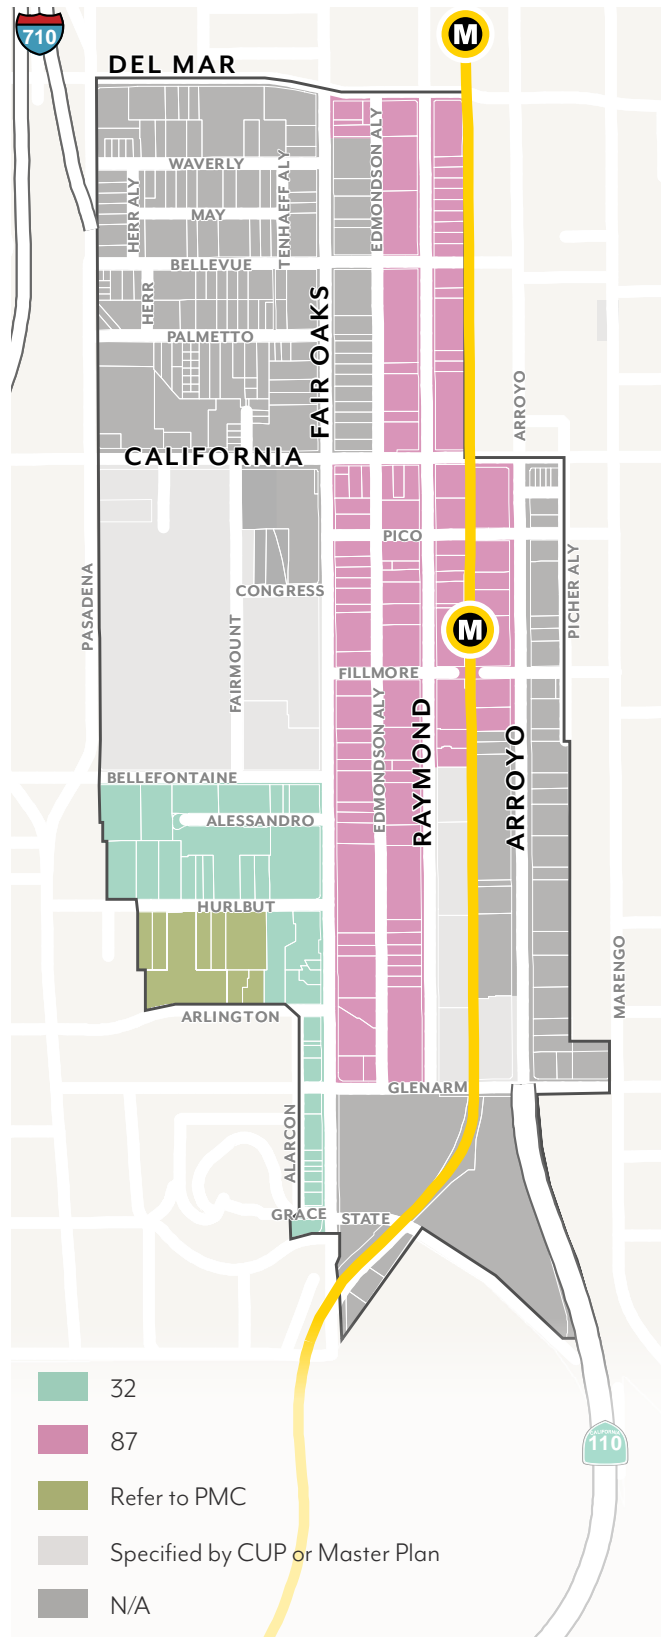 710
M
DEL MAR
EDMONDSON ALY
WAVERLY
TENHAEFF ALY
HERR ALY
MAY
BELLEVUE
HERR
FAIR OAKS
PALMETTO
ARROYO
CALIFORNIA
PICO
PICHER ALY
PASADENA
CONGRESS
FAIRMOUNT
M
FILLMORE
EDMONDSON ALY
RAYMOND
ARROYO
BELLEFONTAINE
ALESSANDRO
HURLBUT
MARENGO
ARLINGTON
GLENARM
ALARCON
GRACE
STATE
32
87
CALIFORNIA
110
Refer to PMC
Specified by CUP or Master Plan
N/A